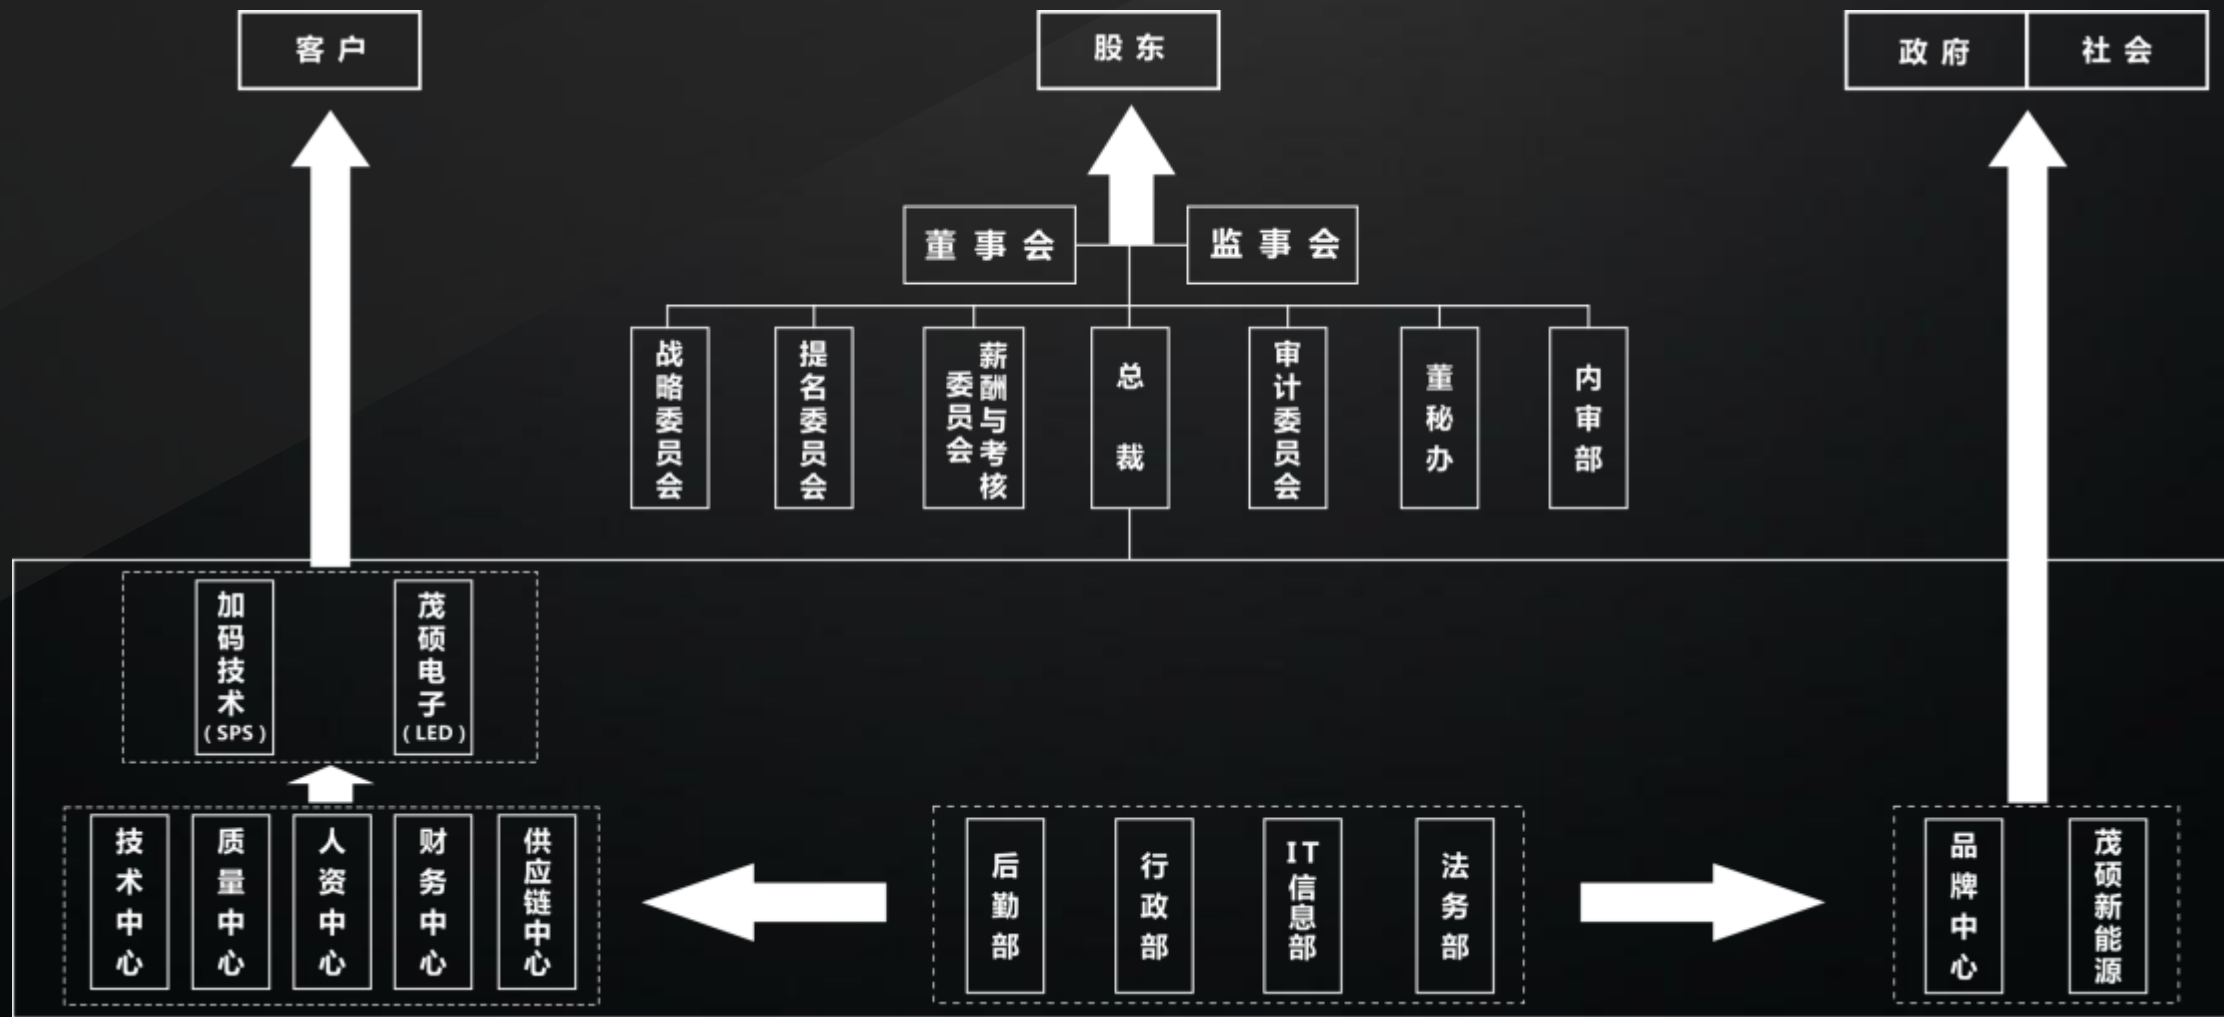 客户
股东
政府
社会
董事会
监事会
战略委员会
提名委员会
薪酬与考核
委员会
总裁
审计委员会
董秘办
内审部
加码技术
(SPS)
茂硕电子
(LED)
技术中心
质量中心
人资中心
财务中心
供应链中心
后勤部
行政部
IT信息部
法务部
品牌中心
茂硕新能源